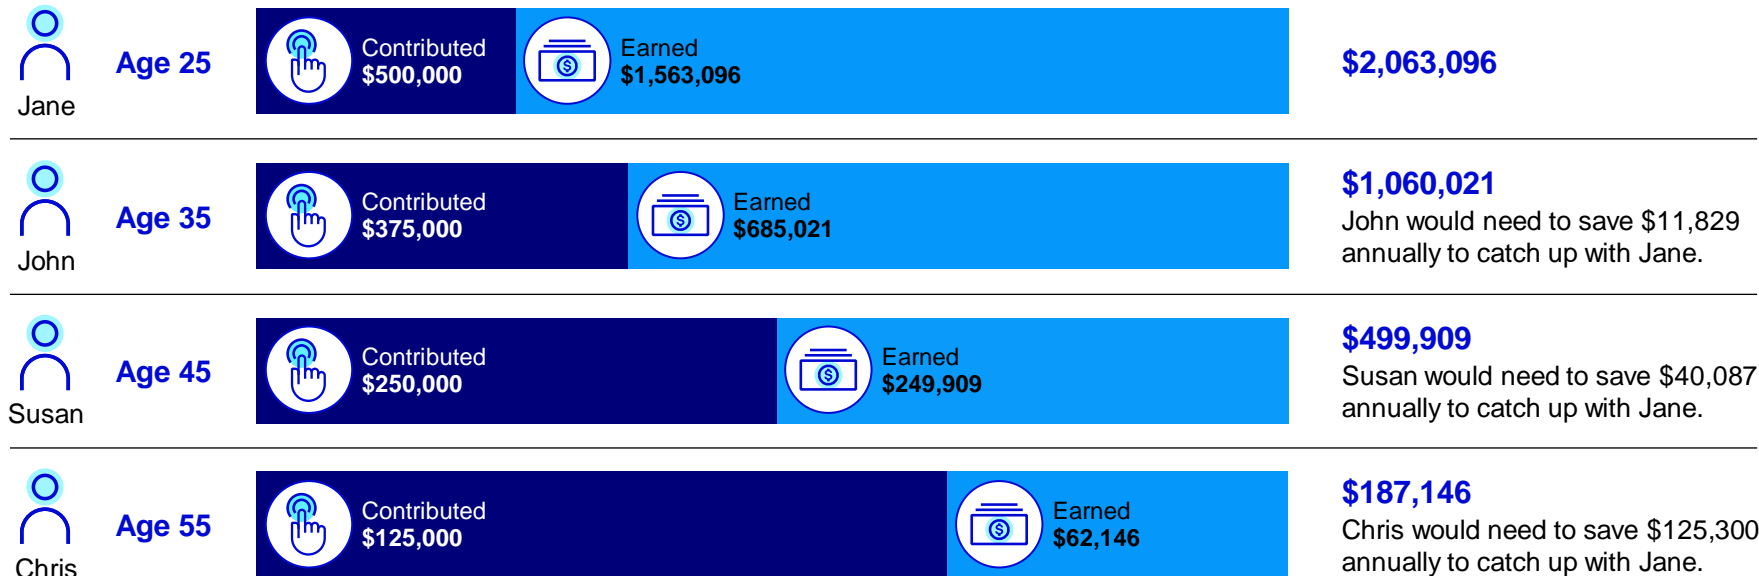 Jane
Age 25
Contributed
$500,000
$
Earned
$1,563,096
$2,063,096
John
Age 35
Contributed
$375,000
$
Earned
$685,021
$1,060,021
John would need to save $11,829
annually to catch up with Jane.
Susan
Age 45
Contributed
$250,000
$
Earned
$249,909
$499,909
Susan would need to save $40,087
annually to catch up with Jane.
Chris
Age 55
Contributed
$125,000
$
Earned
$62,146
$187,146
Chris would need to save $125,300
annually to catch up with Jane.